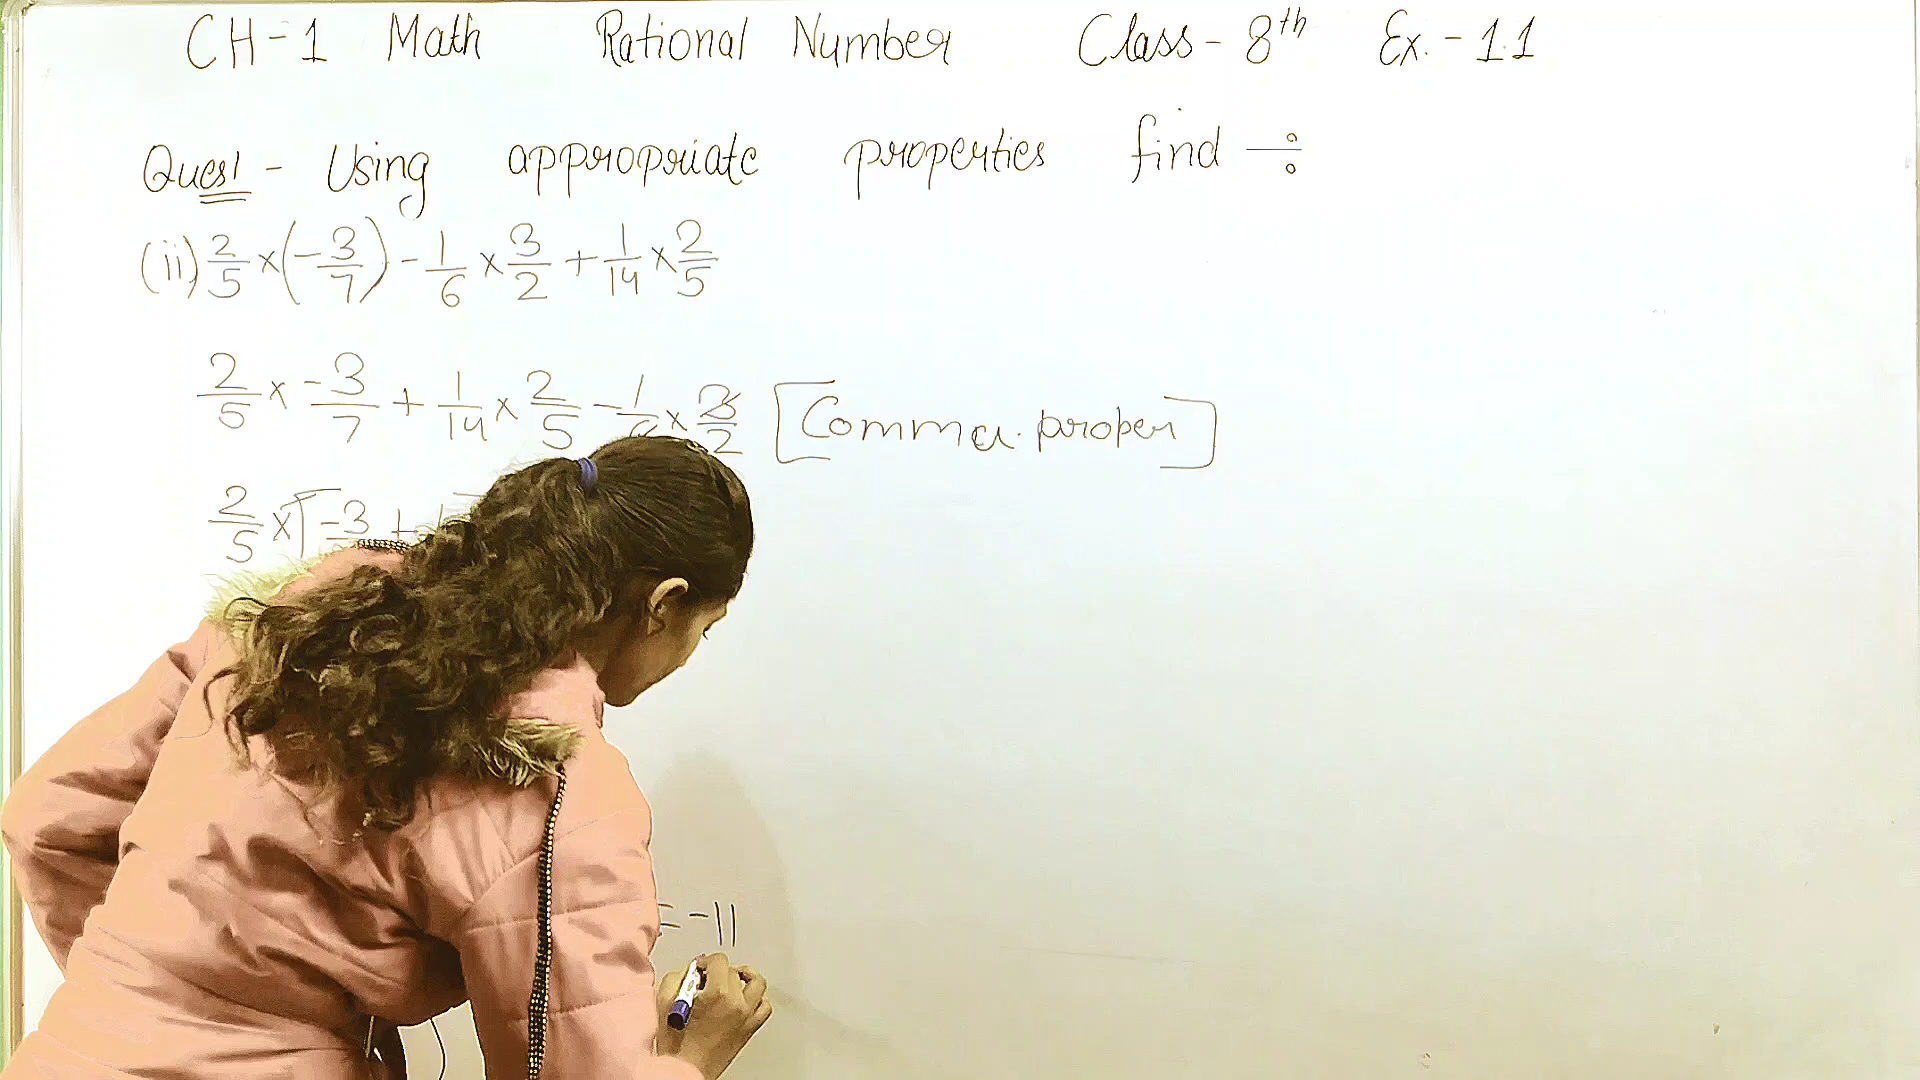 CH-1 Math Rational Number Class- 8th Ex.- 1.1
Ques1 - Using appropriate properties find ÷
(ii) 2/5 × (-3/7) - 1/6 × 3/2 + 1/14 × 2/5
2/5 × -3/7 + 1/14 × 2/5 - 1/6 × 3/2 [Comma. proper]
2/5 × [-3 + 1
= -11